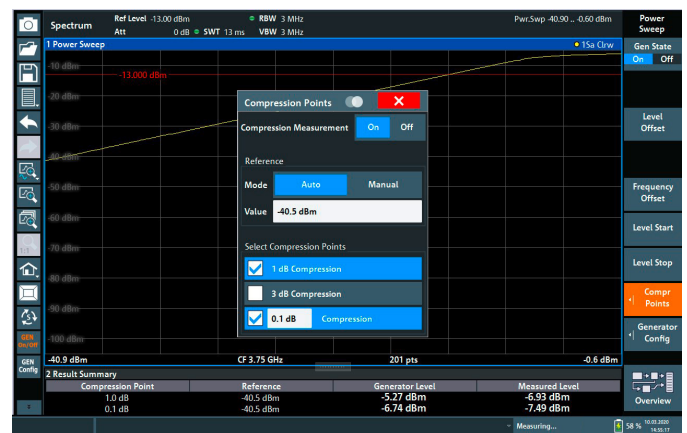 Spectrum
Ref Level -13.00 dBm
RBW 3 MHz
Pwr.Swp -40.90 .. -0.60 dBm
Att 0 dB SWT 13 ms VBW 3 MHz
1 Power Sweep
1Sa Clrw
-10 dBm
-13.000 dBm
-20 dBm
-30 dBm
-40 dBm
-50 dBm
-60 dBm
-70 dBm
-80 dBm
-90 dBm
-100 dBm
-40.9 dBm
CF 3.75 GHz
201 pts
-0.6 dBm
Compression Points
Compression Measurement On Off
Reference
Mode Auto Manual
Value -40.5 dBm
Select Compression Points
1 dB Compression
3 dB Compression
0.1 dB Compression
2 Result Summary
Compression Point Reference Generator Level Measured Level
1.0 dB -40.5 dBm -5.27 dBm -6.93 dBm
0.1 dB -40.5 dBm -6.74 dBm -7.49 dBm
Measuring...
58 %
10.03.2020
14:55:17
Power
Sweep
Gen State
On Off
Level
Offset
Frequency
Offset
Level Start
Level Stop
Compr
Points
Generator
Config
Overview
GEN
On/Off
GEN
Config